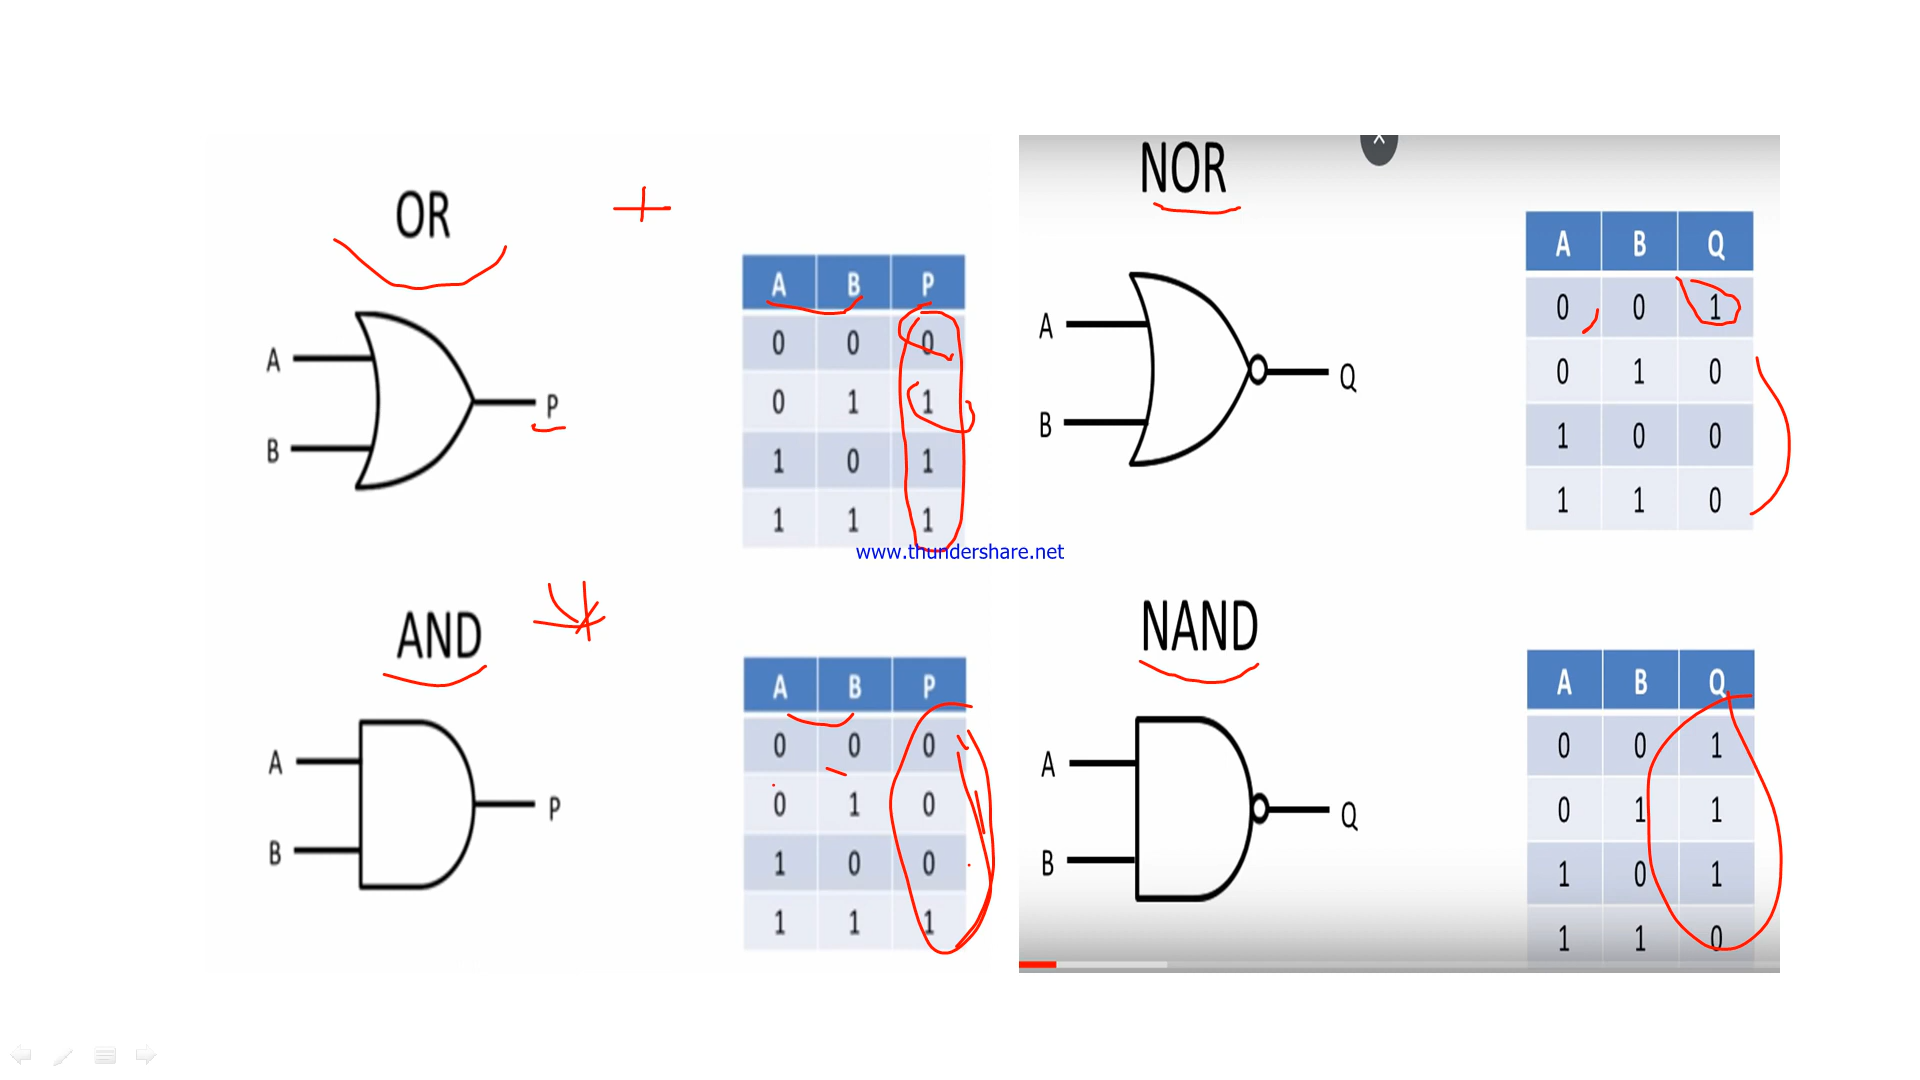 OR
+
A
B
P
A B P
0 0 0
0 1 1
1 0 1
1 1 1
NOR
A
B
Q
A B Q
0 0 1
0 1 0
1 0 0
1 1 0
www.thundershare.net
AND
A
B
P
A B P
0 0 0
0 1 0
1 0 0
1 1 1
NAND
A
B
Q
A B Q
0 0 1
0 1 1
1 0 1
1 1 0